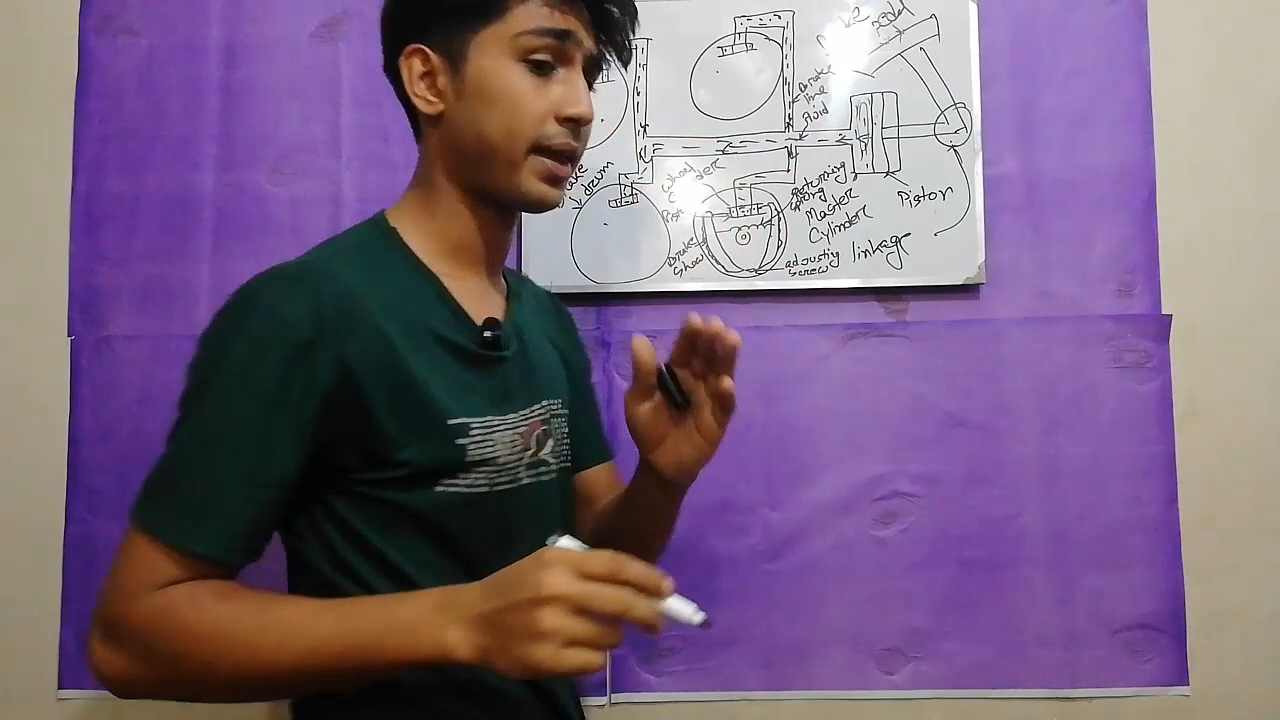 Brake pedal
Brake
line
fluid
drum
Wheel
Cylinder
Returning
spring
Master
Cylinder
Piston
Brake
Shoe
adjusting
screw
linkage